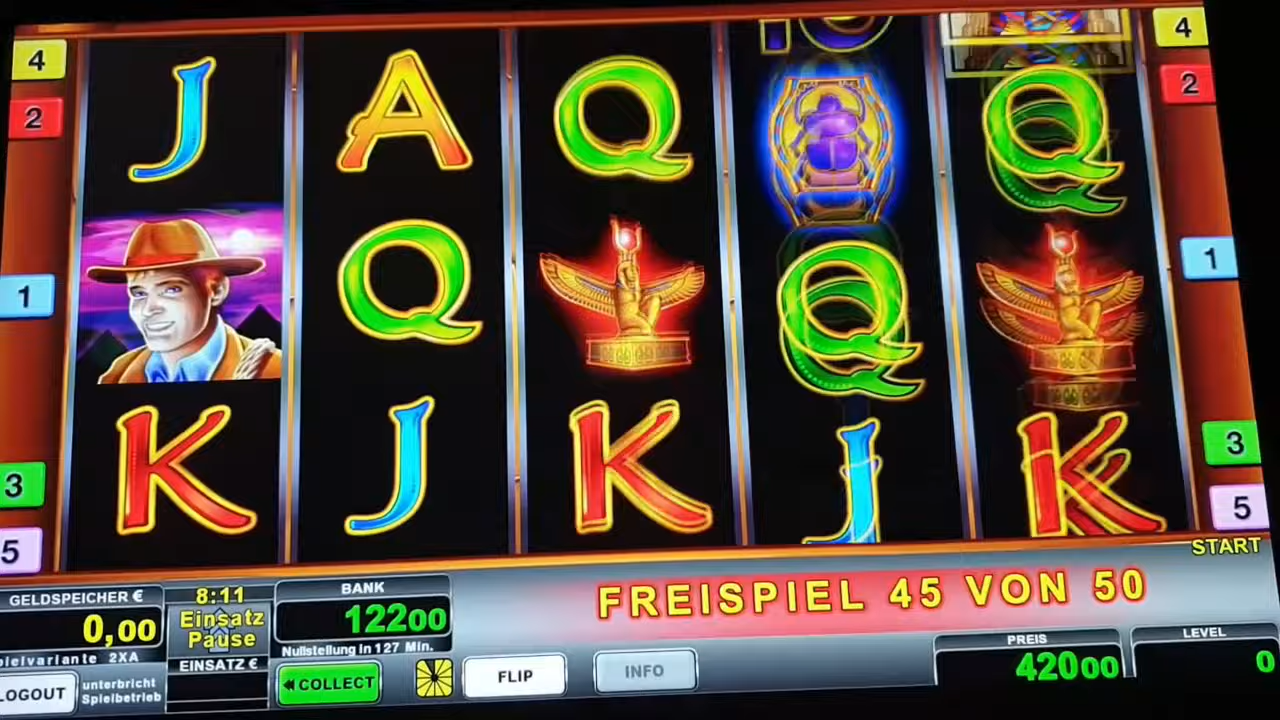 4
4
2
2
J
A
Q
Q
1
Q
Q
1
K
J
K
J
K
3
3
5
5
START
GELDSPEICHER €
8:11
BANK
FREISPIEL 45 VON 50
0,00
Einsatz
Pause
12200
Nullstellung in 127 Min.
pielvariante 2XA
EINSATZ €
PREIS
LEVEL
42000
0
LOGOUT
unterbricht
Spielbetrieb
COLLECT
FLIP
INFO